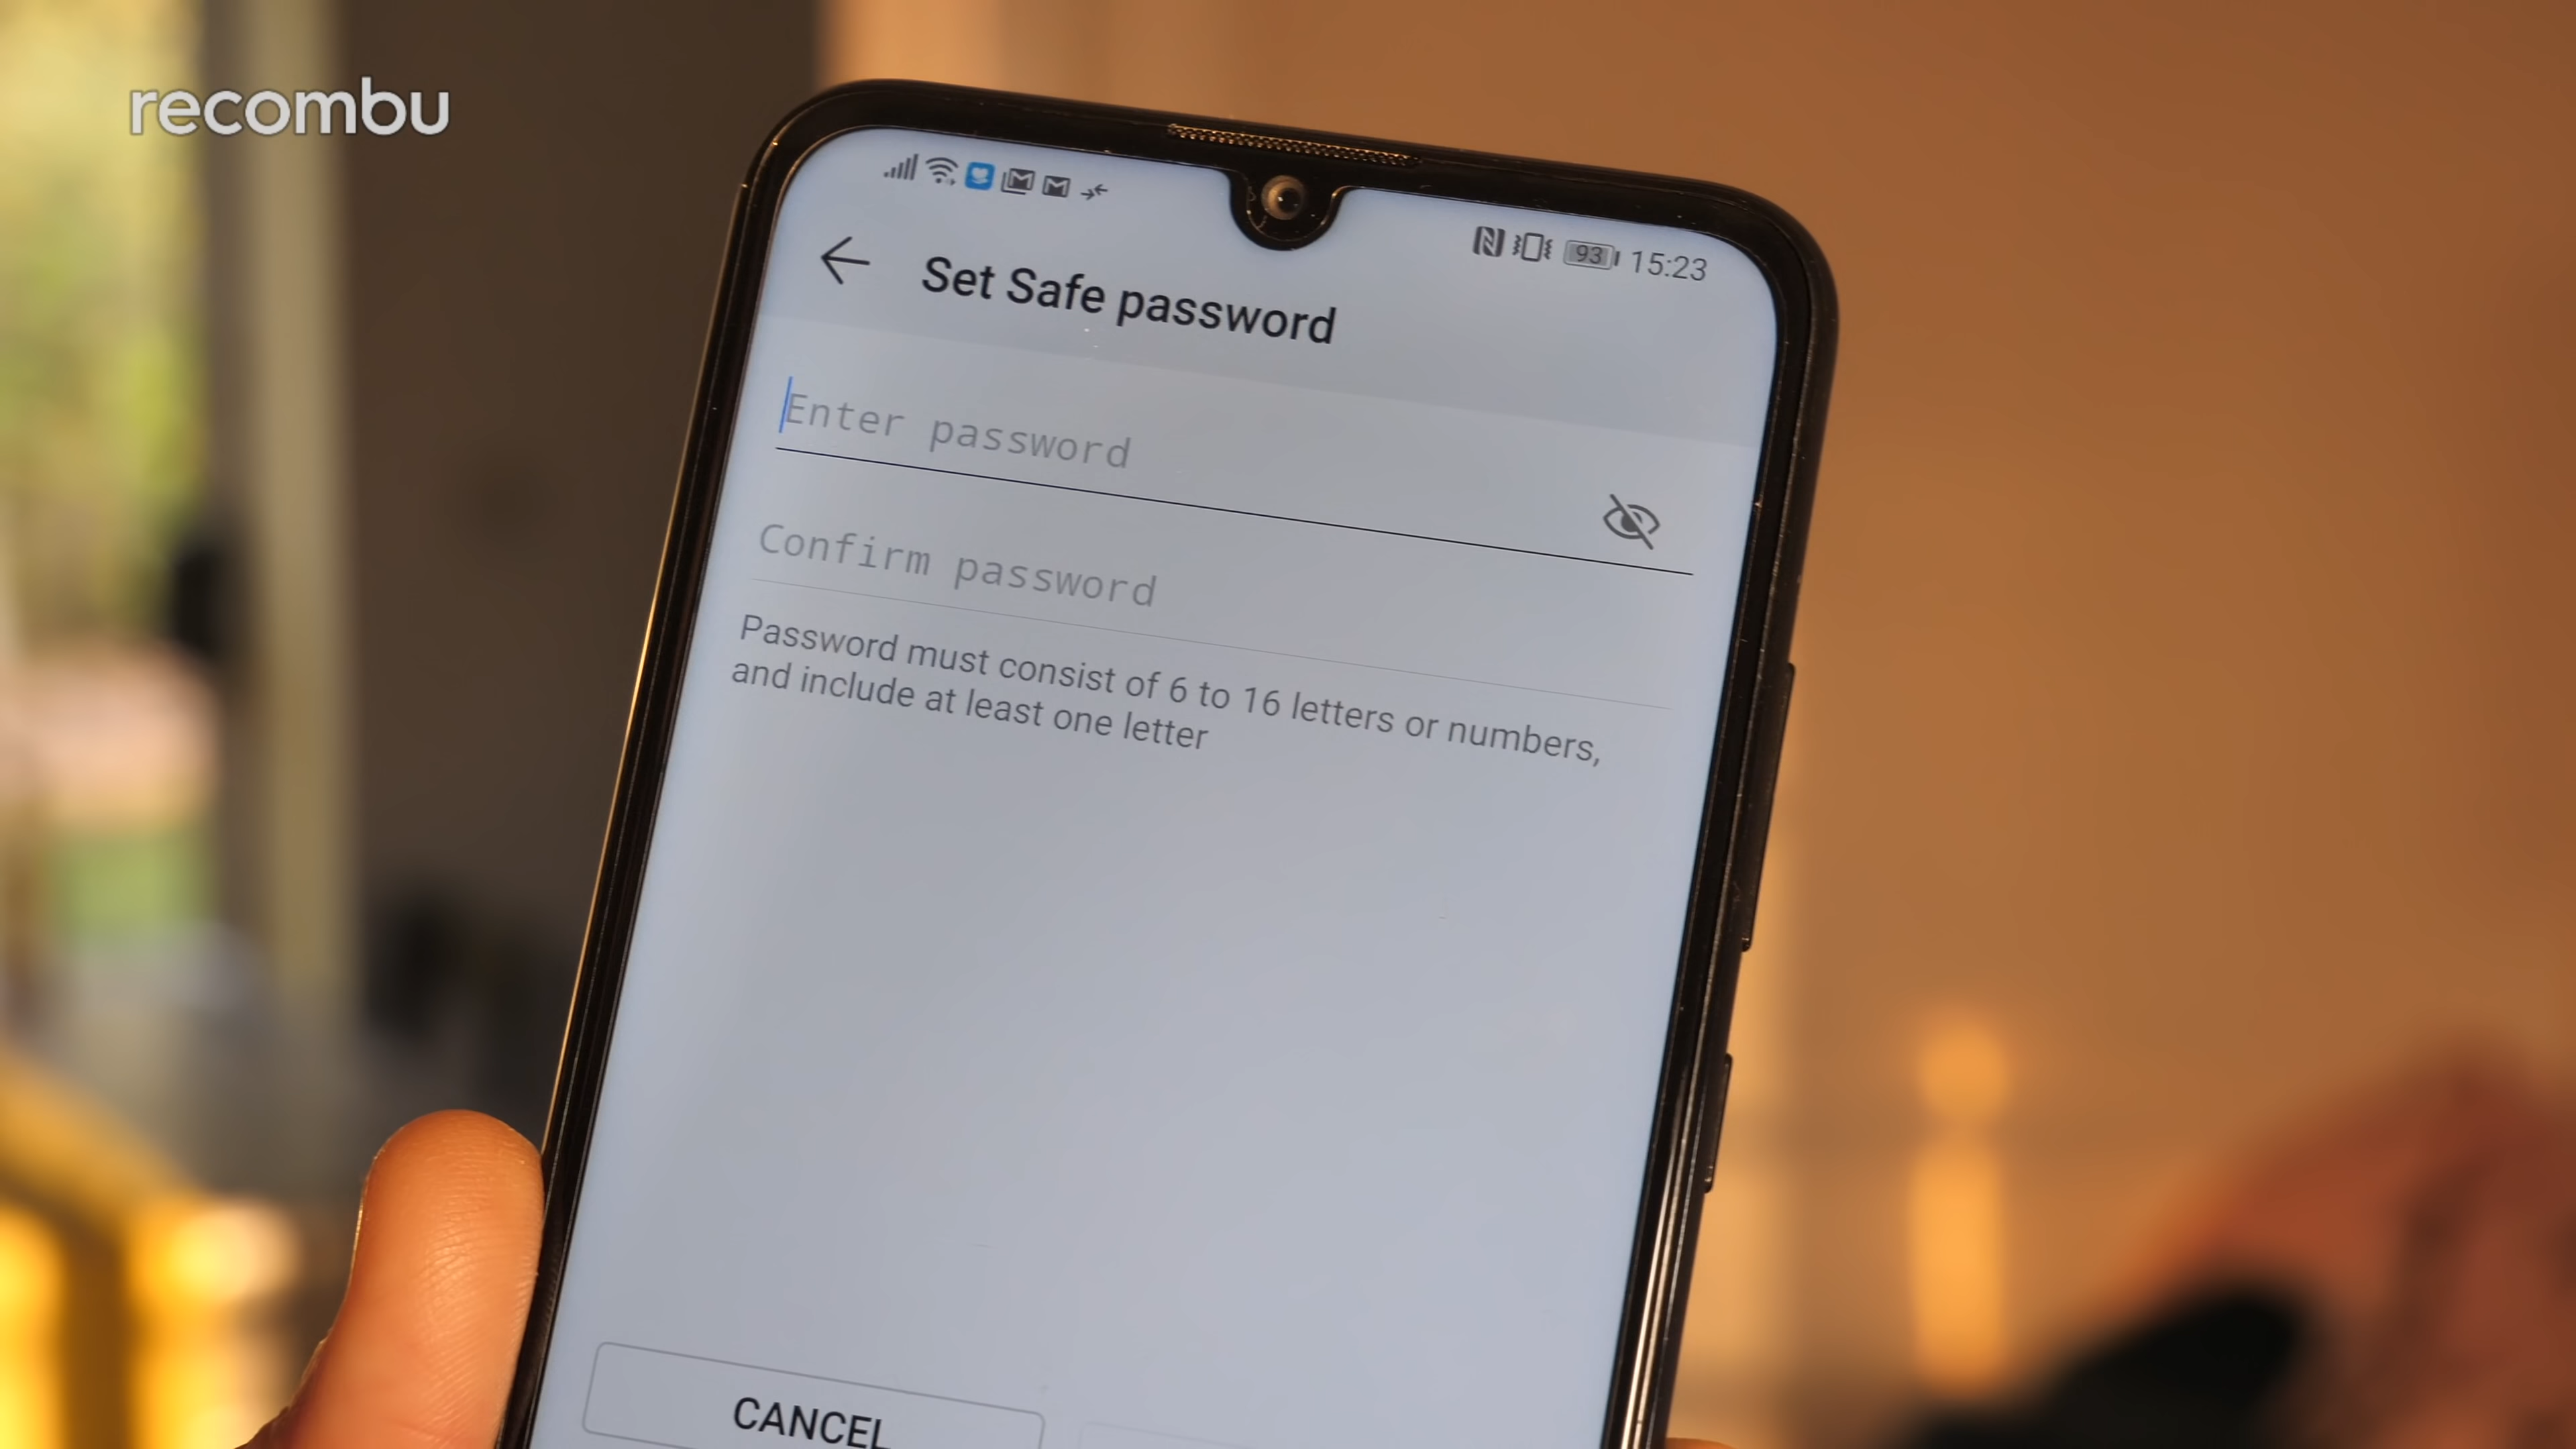 recombu
93 15:23
Set Safe password
Enter password
Confirm password
Password must consist of 6 to 16 letters or numbers,
and include at least one letter
CANCEL